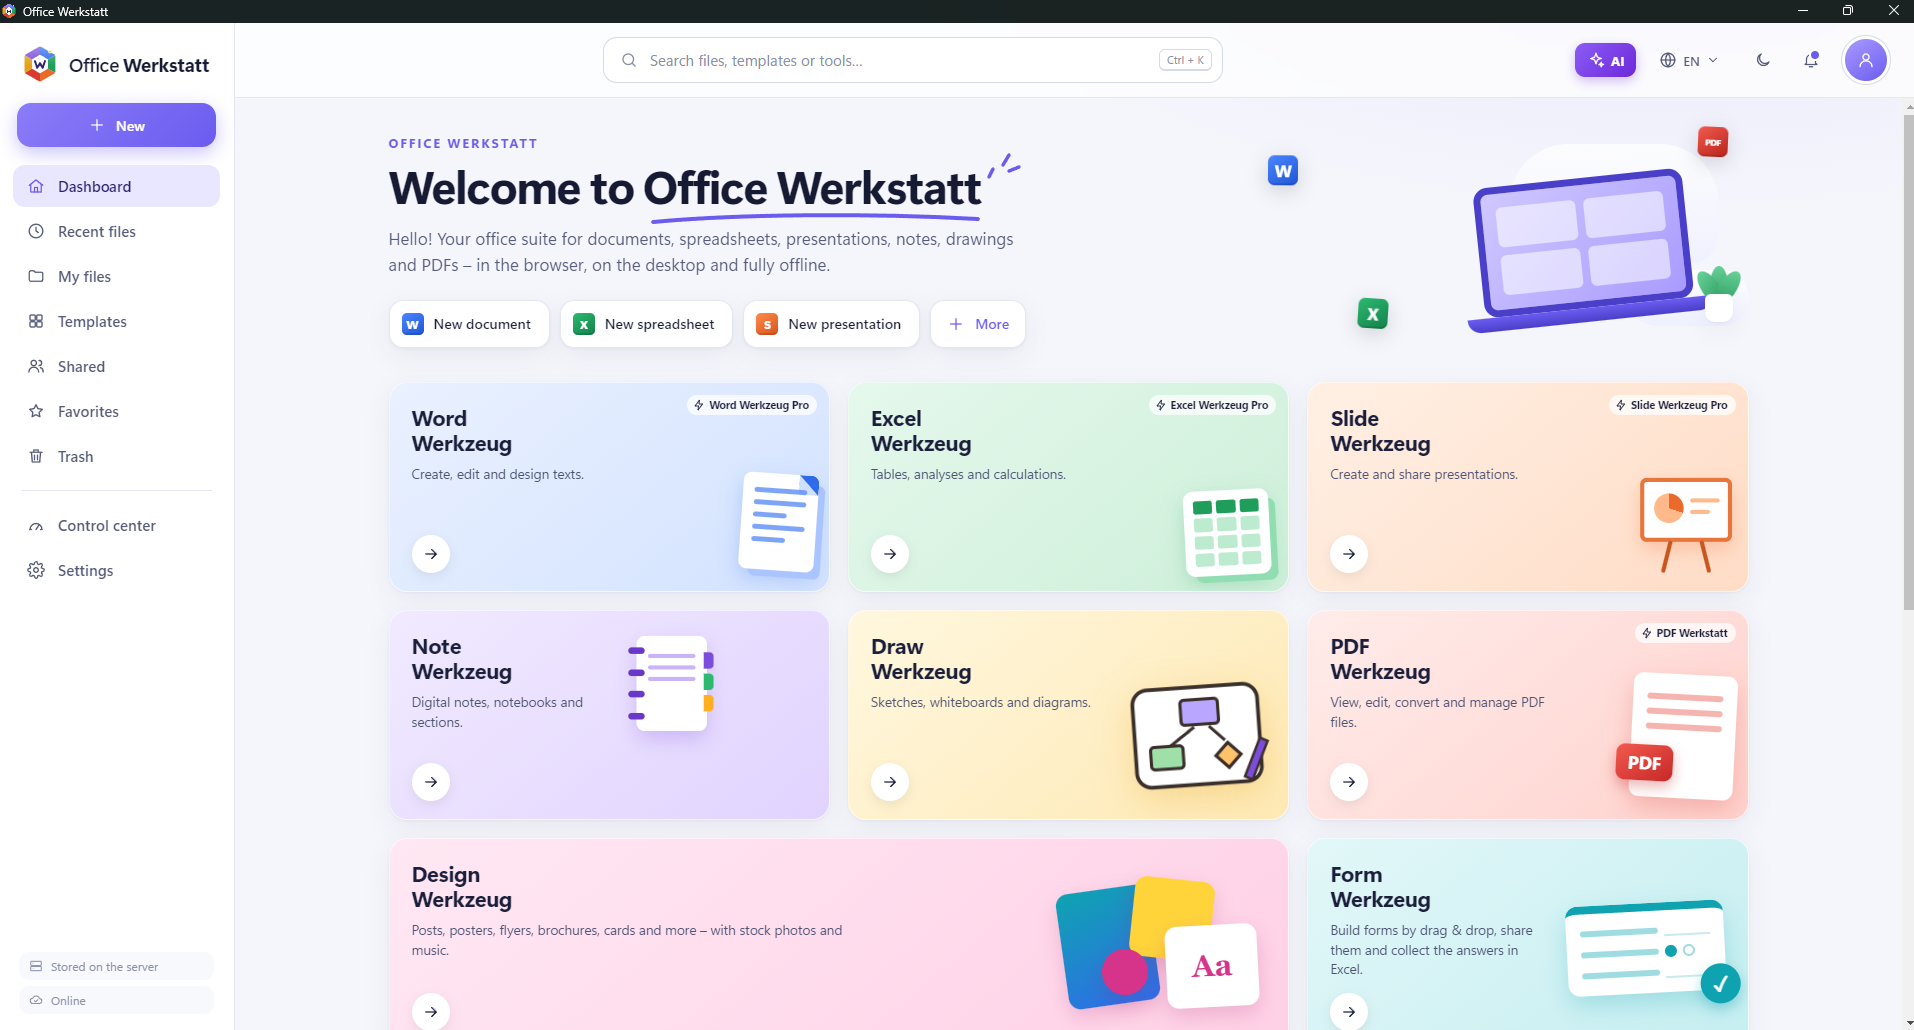 Office Werkstatt
Office Werkstatt
Search files, templates or tools...
Ctrl + K
AI
EN
New
Dashboard
Recent files
My files
Templates
Shared
Favorites
Trash
Control center
Settings
Stored on the server
Online
OFFICE WERKSTATT
Welcome to Office Werkstatt
Hello! Your office suite for documents, spreadsheets, presentations, notes, drawings
and PDFs – in the browser, on the desktop and fully offline.
W
PDF
X
W New document
X New spreadsheet
S New presentation
More
Word
Werkzeug
Word Werkzeug Pro
Create, edit and design texts.
Excel
Werkzeug
Excel Werkzeug Pro
Tables, analyses and calculations.
Slide
Werkzeug
Slide Werkzeug Pro
Create and share presentations.
Note
Werkzeug
Digital notes, notebooks and
sections.
Draw
Werkzeug
Sketches, whiteboards and diagrams.
PDF
Werkzeug
PDF Werkstatt
View, edit, convert and manage PDF
files.
PDF
Design
Werkzeug
Posts, posters, flyers, brochures, cards and more – with stock photos and
music.
Aa
Form
Werkzeug
Build forms by drag & drop, share
them and collect the answers in
Excel.